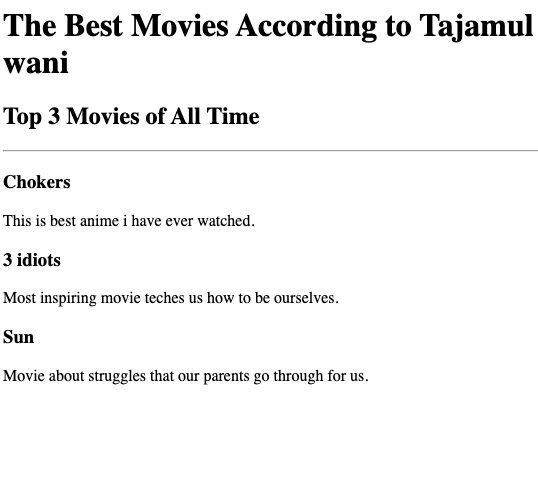 The Best Movies According to Tajamul
wani
Top 3 Movies of All Time
Chokers
This is best anime i have ever watched.
3 idiots
Most inspiring movie teches us how to be ourselves.
Sun
Movie about struggles that our parents go through for us.